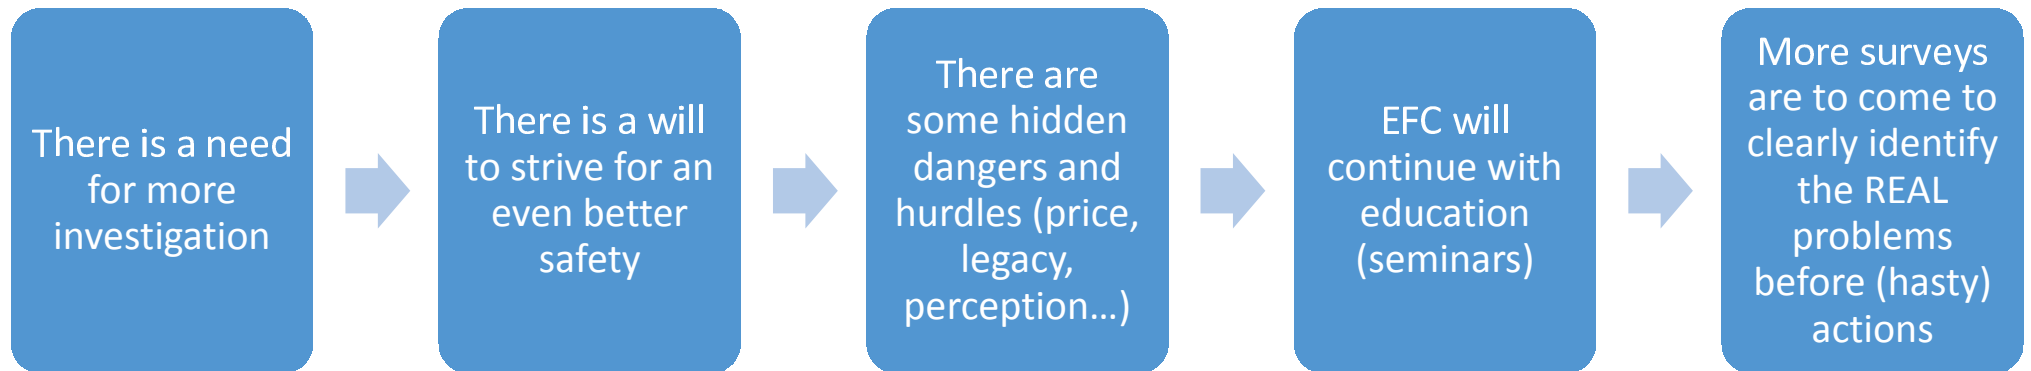 There is a need
for more
investigation
There is a will
to strive for an
even better
safety
There are
some hidden
dangers and
hurdles (price,
legacy,
perception…)
EFC will
continue with
education
(seminars)
More surveys
are to come to
clearly identify
the REAL
problems
before (hasty)
actions